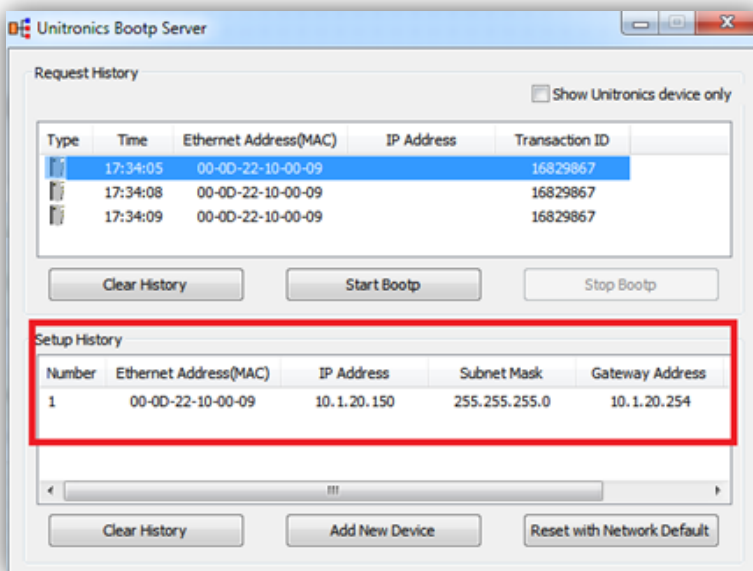 Unitronics Bootp Server
Request History
Show Unitronics device only
Type Time Ethernet Address(MAC) IP Address Transaction ID
17:34:05 00-0D-22-10-00-09 16829867
17:34:08 00-0D-22-10-00-09 16829867
17:34:09 00-0D-22-10-00-09 16829867
Clear History Start Bootp Stop Bootp
Setup History
Number Ethernet Address(MAC) IP Address Subnet Mask Gateway Address
1 00-0D-22-10-00-09 10.1.20.150 255.255.255.0 10.1.20.254
Clear History Add New Device Reset with Network Default